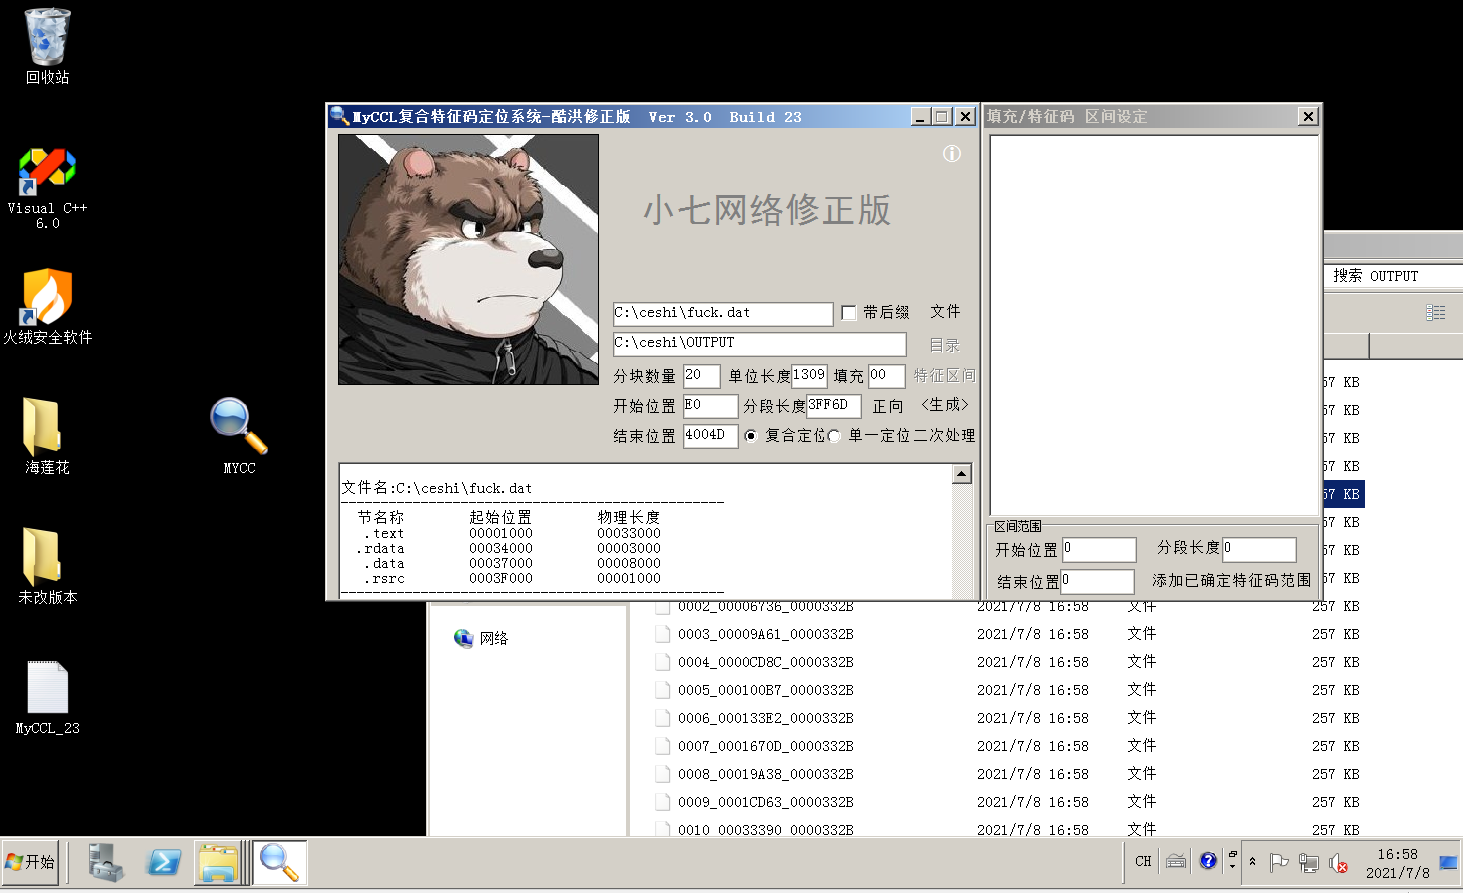 回收站
Visual C++
6.0
火绒安全软件
海莲花
MYCC
未改版本
MyCCL_23
MyCCL复合特征码定位系统-酷洪修正版 Ver 3.0 Build 23
小七网络修正版
C:\ceshi\fuck.dat 带后缀 文件
C:\ceshi\OUTPUT 目录
分块数量 20 单位长度 1309 填充 00 特征区间
开始位置 E0 分段长度 3FF6D 正向 <生成>
结束位置 4004D 复合定位 单一定位 二次处理
文件名:C:\ceshi\fuck.dat
节名称 起始位置 物理长度
.text 00001000 00033000
.rdata 00034000 00003000
.data 00037000 00008000
.rsrc 0003F000 00001000
填充/特征码 区间设定
区间范围
开始位置 0 分段长度 0
结束位置 0 添加已确定特征码范围
搜索 OUTPUT
57 KB
57 KB
57 KB
57 KB
57 KB
57 KB
57 KB
57 KB
网络
0002_00006736_0000332B 2021/7/8 16:58 文件 257 KB
0003_00009A61_0000332B 2021/7/8 16:58 文件 257 KB
0004_0000CD8C_0000332B 2021/7/8 16:58 文件 257 KB
0005_000100B7_0000332B 2021/7/8 16:58 文件 257 KB
0006_000133E2_0000332B 2021/7/8 16:58 文件 257 KB
0007_0001670D_0000332B 2021/7/8 16:58 文件 257 KB
0008_00019A38_0000332B 2021/7/8 16:58 文件 257 KB
0009_0001CD63_0000332B 2021/7/8 16:58 文件 257 KB
0010_00033390_0000332B 2021/7/8 16:58 文件 257 KB
开始
CH
16:58
2021/7/8